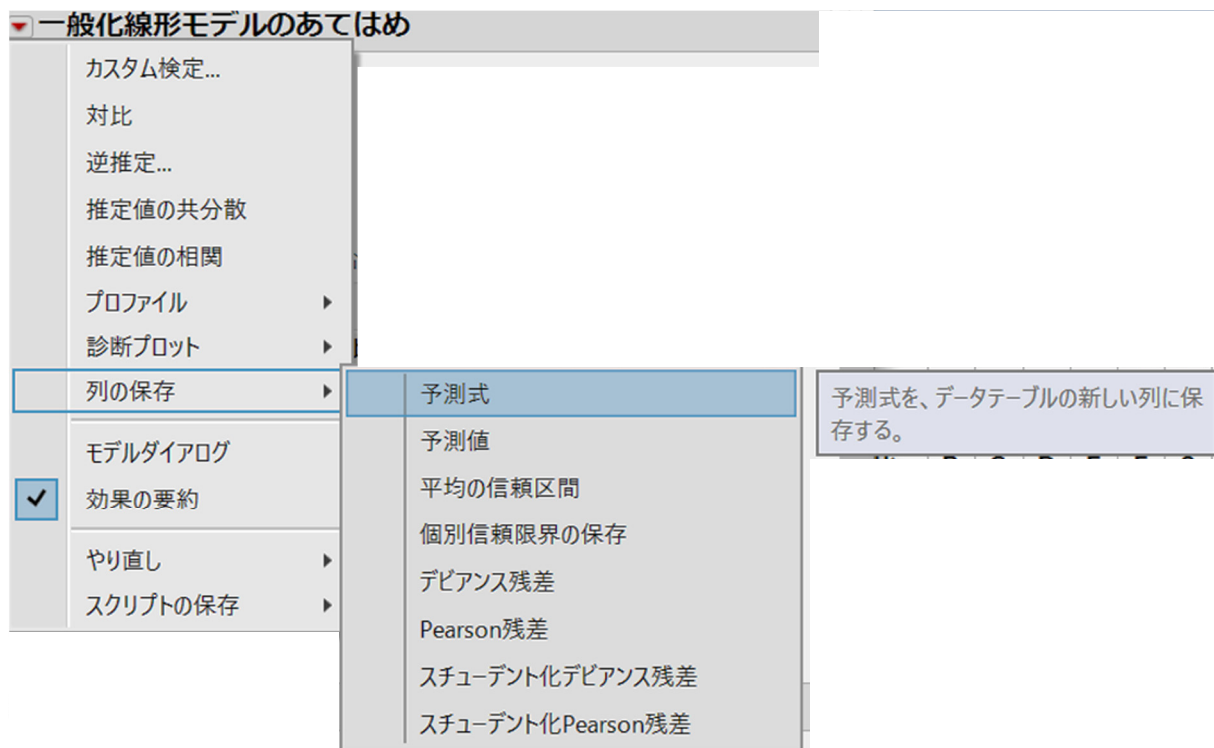 一般化線形モデルのあてはめ
カスタム検定...
対比
逆推定...
推定値の共分散
推定値の相関
プロファイル
診断プロット
列の保存
モデルダイアログ
効果の要約
やり直し
スクリプトの保存
予測式
予測値
平均の信頼区間
個別信頼限界の保存
デビアンス残差
Pearson残差
スチューデント化デビアンス残差
スチューデント化Pearson残差
予測式を、データテーブルの新しい列に保
存する。